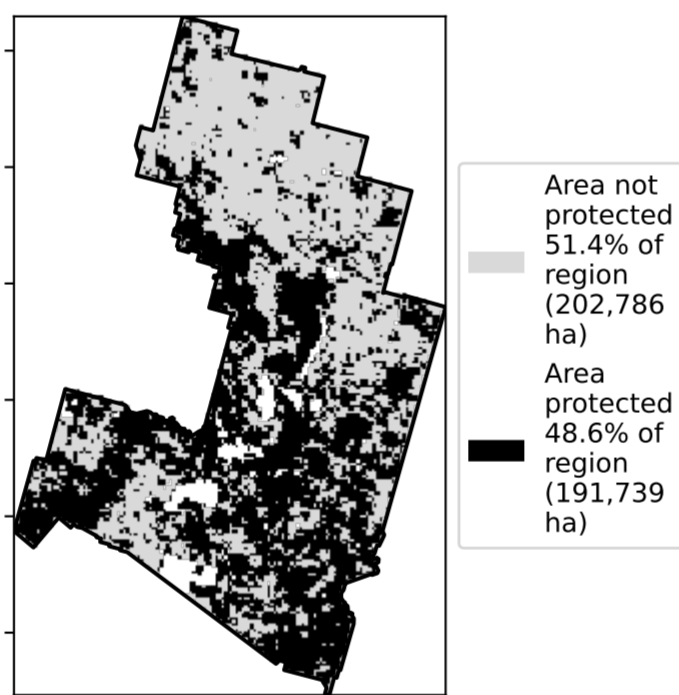 Area not
protected
51.4% of
region
(202,786
ha)
Area
protected
48.6% of
region
(191,739
ha)